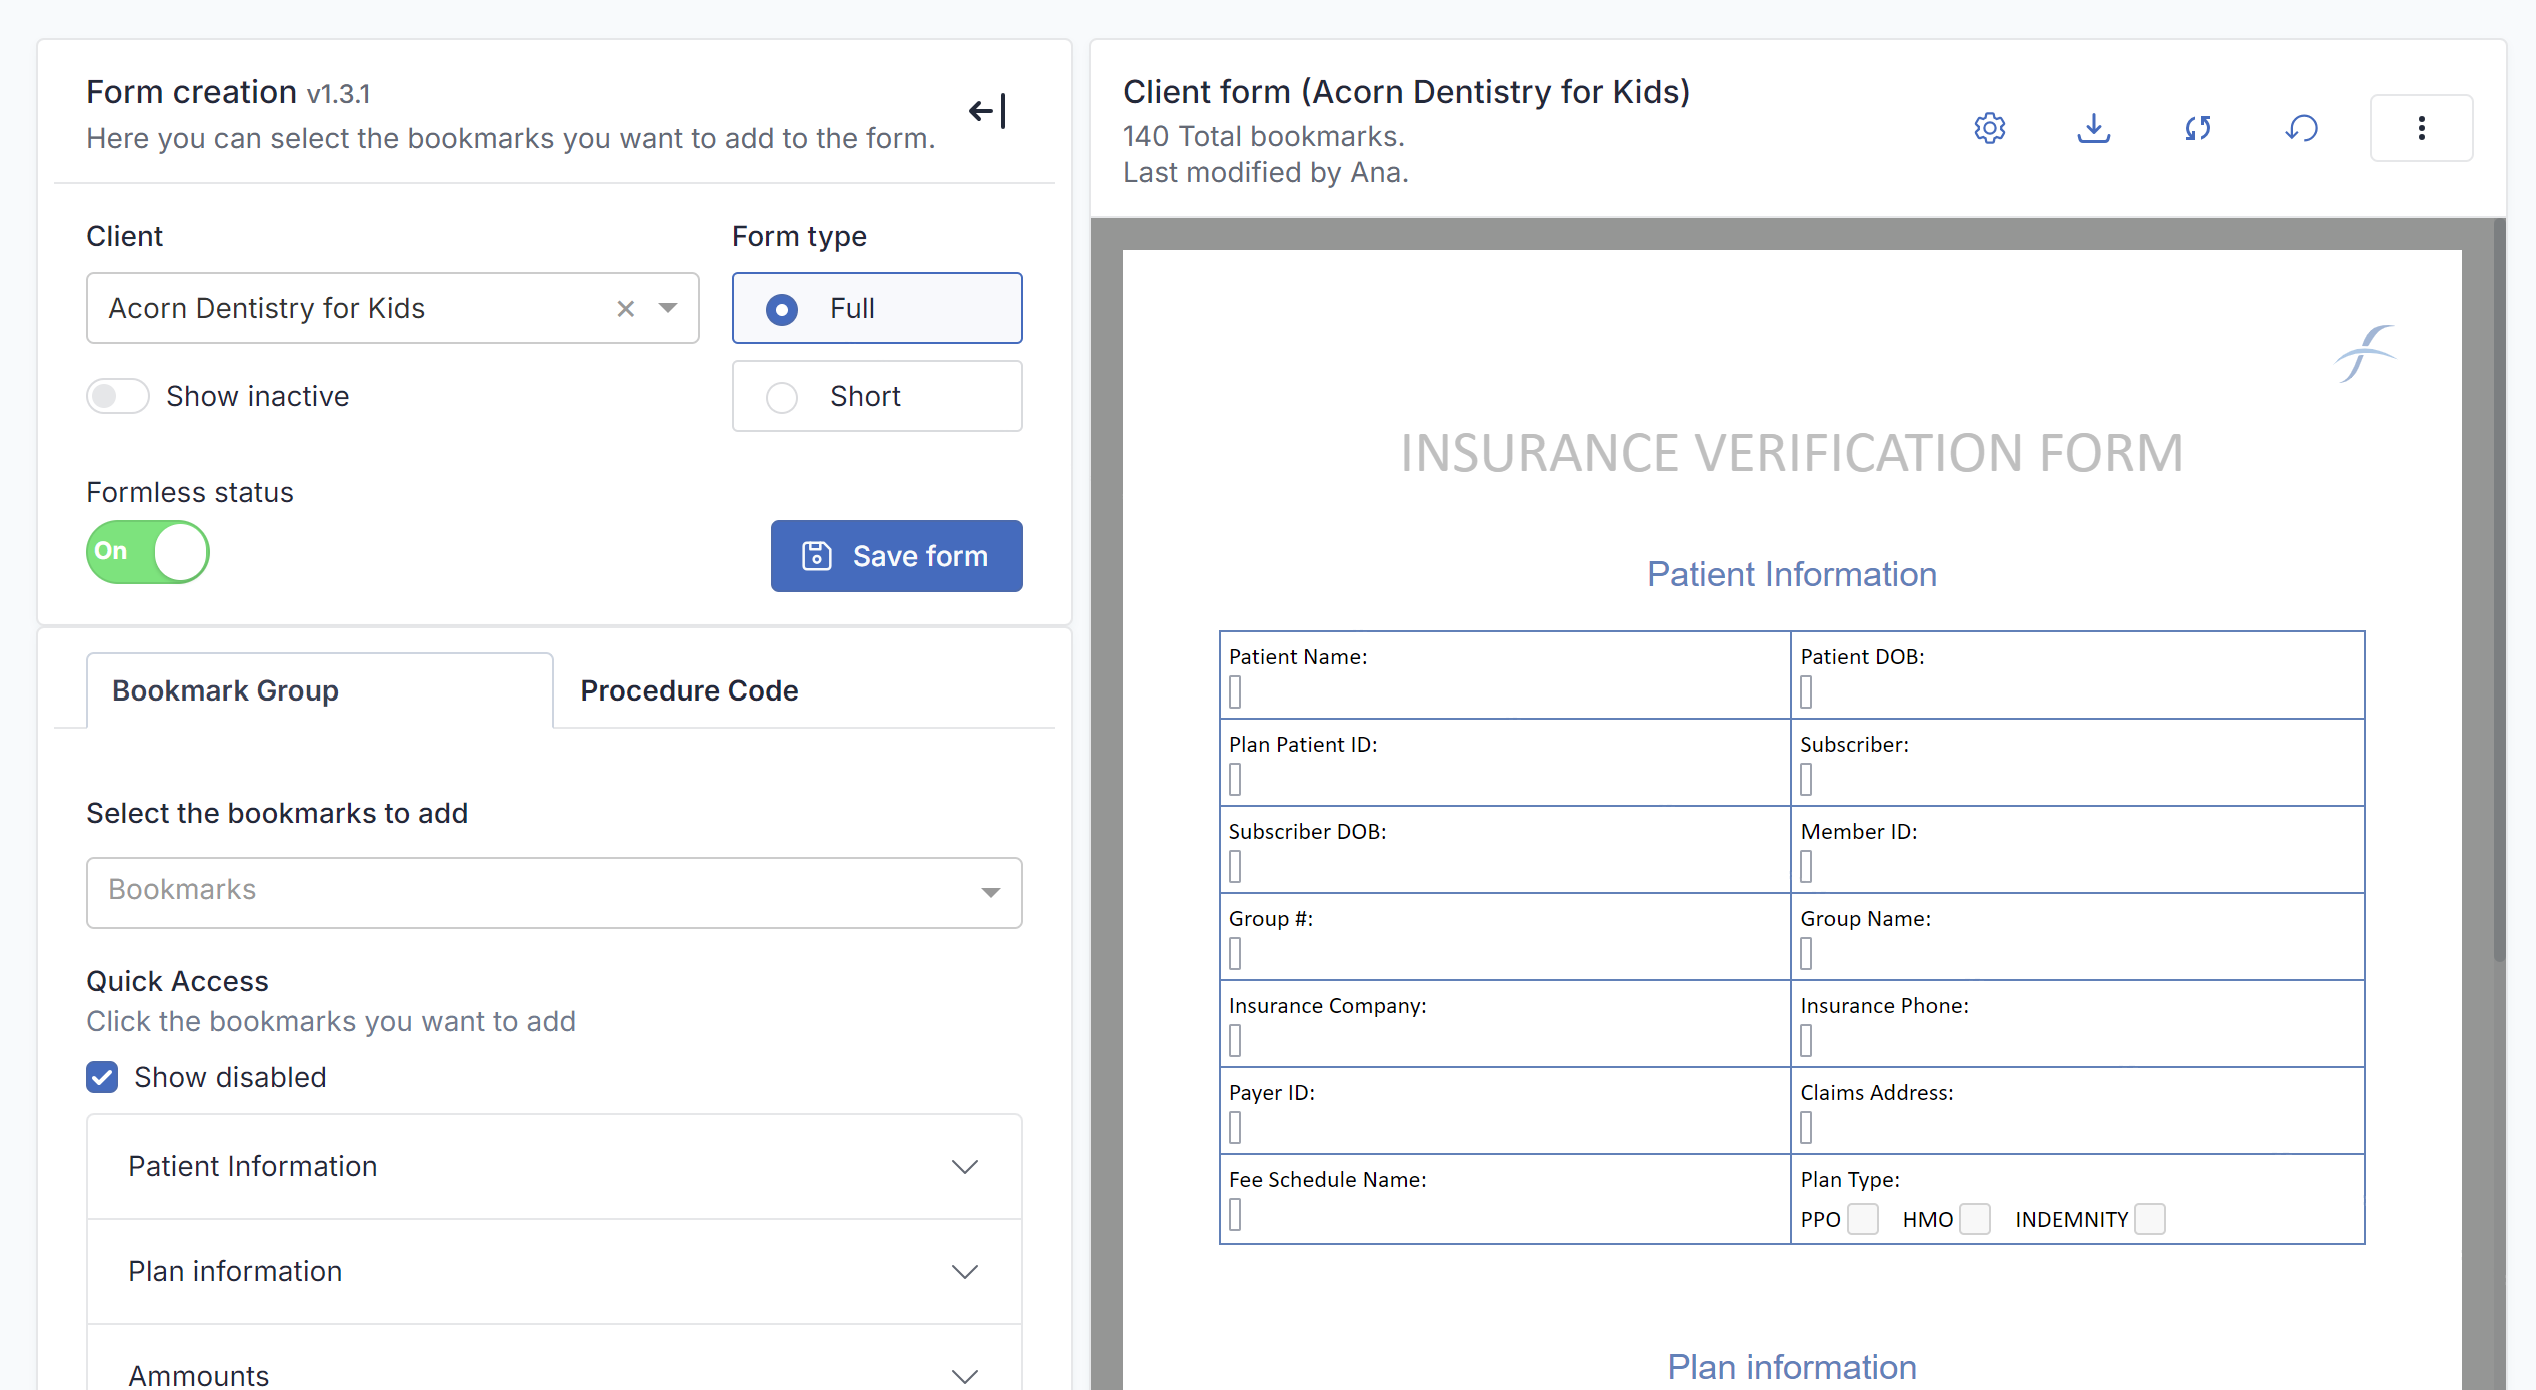 Form creation v1.3.1
Here you can select the bookmarks you want to add to the form.
Client
Form type
Acorn Dentistry for Kids
Full
Show inactive
Short
Formless status
On
Save form
Bookmark Group
Procedure Code
Select the bookmarks to add
Bookmarks
Quick Access
Click the bookmarks you want to add
Show disabled
Patient Information
Plan information
Ammounts
Client form (Acorn Dentistry for Kids)
140 Total bookmarks.
Last modified by Ana.
INSURANCE VERIFICATION FORM
Patient Information
Patient Name:
Patient DOB:
Plan Patient ID:
Subscriber:
Subscriber DOB:
Member ID:
Group #:
Group Name:
Insurance Company:
Insurance Phone:
Payer ID:
Claims Address:
Fee Schedule Name:
Plan Type:
PPO HMO INDEMNITY
Plan information